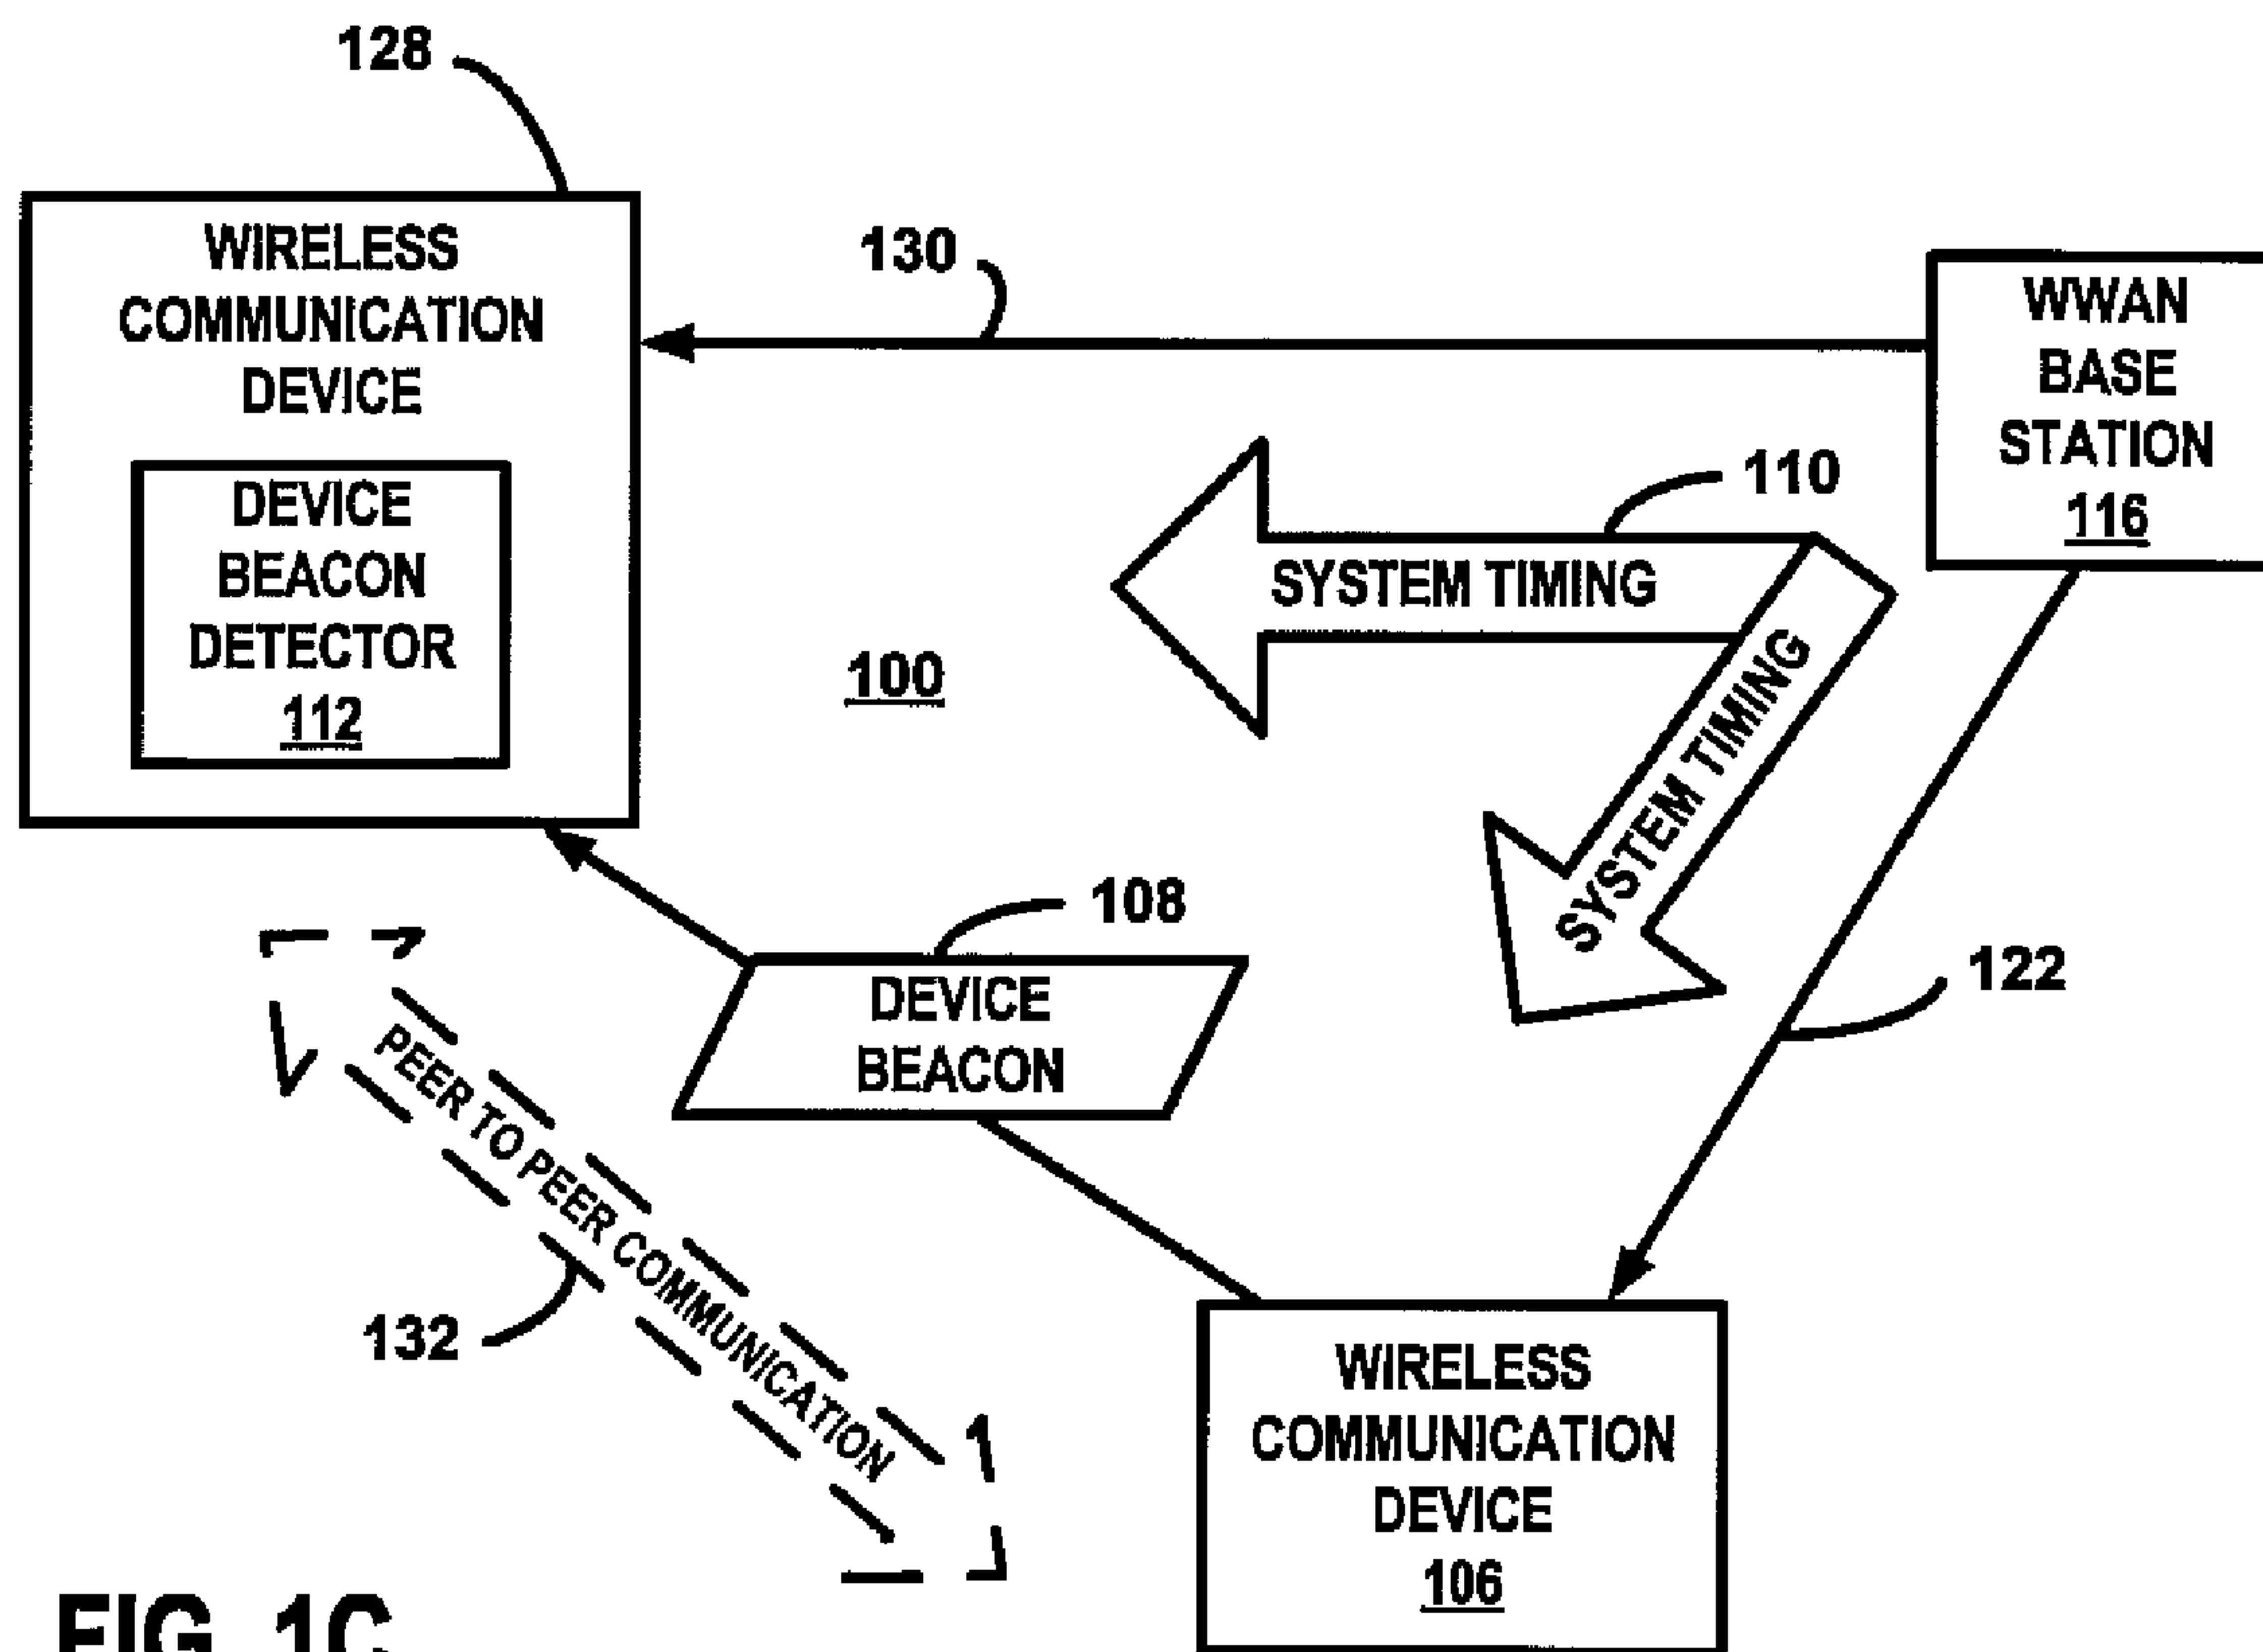 128
WIRELESS
COMMUNICATION
DEVICE
DEVICE
BEACON
DETECTOR
112
130
WWAN
BASE
STATION
116
110
SYSTEM TIMING
SYSTEM TIMING
100
108
DEVICE
BEACON
122
PEER TO PEER COMMUNICATION
132
WIRELESS
COMMUNICATION
DEVICE
106
FIG. 1C